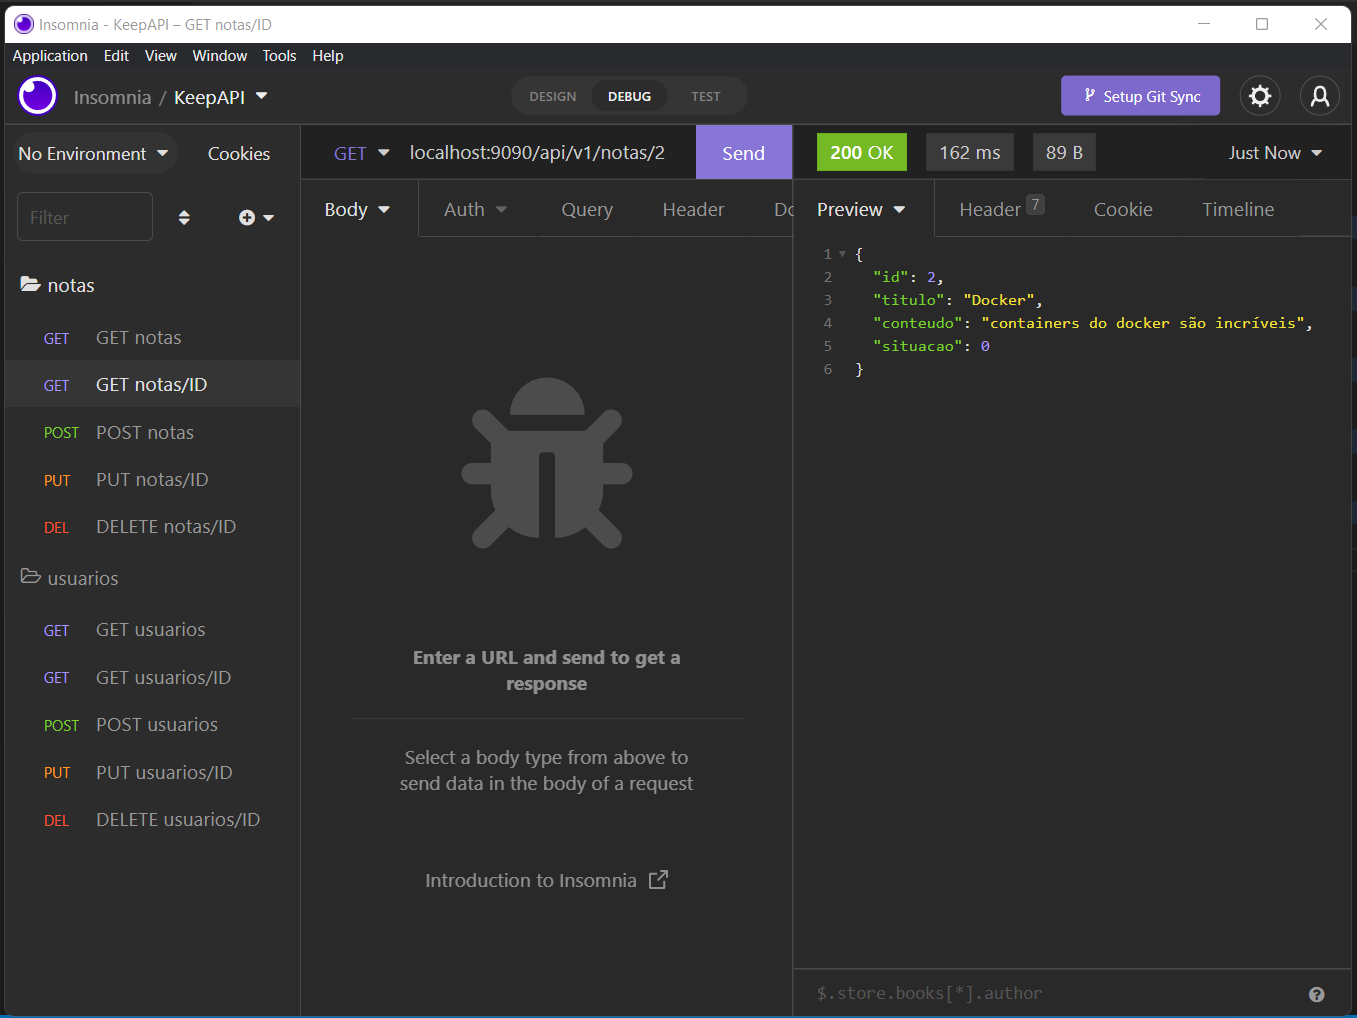 Insomnia - KeepAPI – GET notas/ID
Application Edit View Window Tools Help
Insomnia / KeepAPI
DESIGN DEBUG TEST
Setup Git Sync
No Environment Cookies
Filter
notas
GET GET notas
GET GET notas/ID
POST POST notas
PUT PUT notas/ID
DEL DELETE notas/ID
usuarios
GET GET usuarios
GET GET usuarios/ID
POST POST usuarios
PUT PUT usuarios/ID
DEL DELETE usuarios/ID
GET localhost:9090/api/v1/notas/2 Send
Body Auth Query Header Do
Enter a URL and send to get a
response
Select a body type from above to
send data in the body of a request
Introduction to Insomnia
200 OK 162 ms 89 B Just Now
Preview Header 7 Cookie Timeline
1 {
2 "id": 2,
3 "titulo": "Docker",
4 "conteudo": "containers do docker são incríveis",
5 "situacao": 0
6 }
$.store.books[*].author